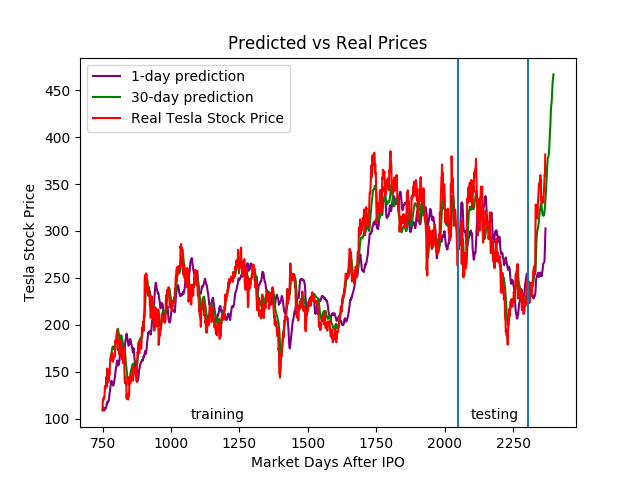 Predicted vs Real Prices
1-day prediction
30-day prediction
Real Tesla Stock Price
Tesla Stock Price
450
400
350
300
250
200
150
100
training
testing
750
1000
1250
1500
1750
2000
2250
Market Days After IPO